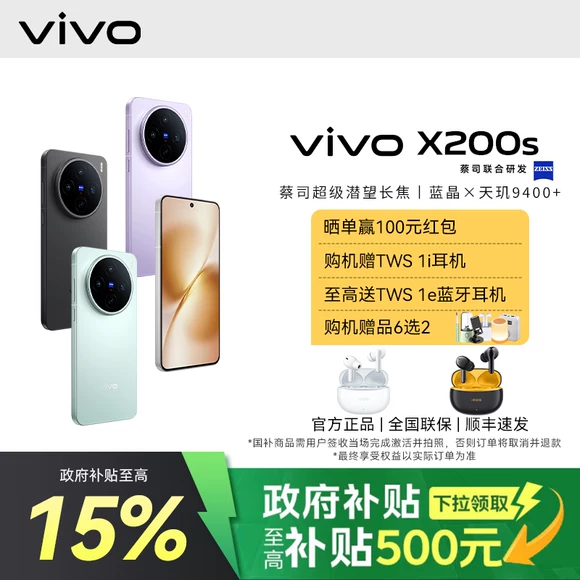 vivo
vivo X200s
蔡司联合研发 ZEISS
蔡司超级潜望长焦 | 蓝晶×天玑9400+
晒单赢100元红包
购机赠TWS 1i耳机
至高送TWS 1e蓝牙耳机
购机赠品6选2
vivo
官方正品 | 全国联保 | 顺丰速发
*国补商品需用户签收当场完成激活并拍照，否则订单将取消并退款
*最终享受权益以实际订单为准
政府补贴至高
15%
政府补贴 下拉领取
至高补贴500元